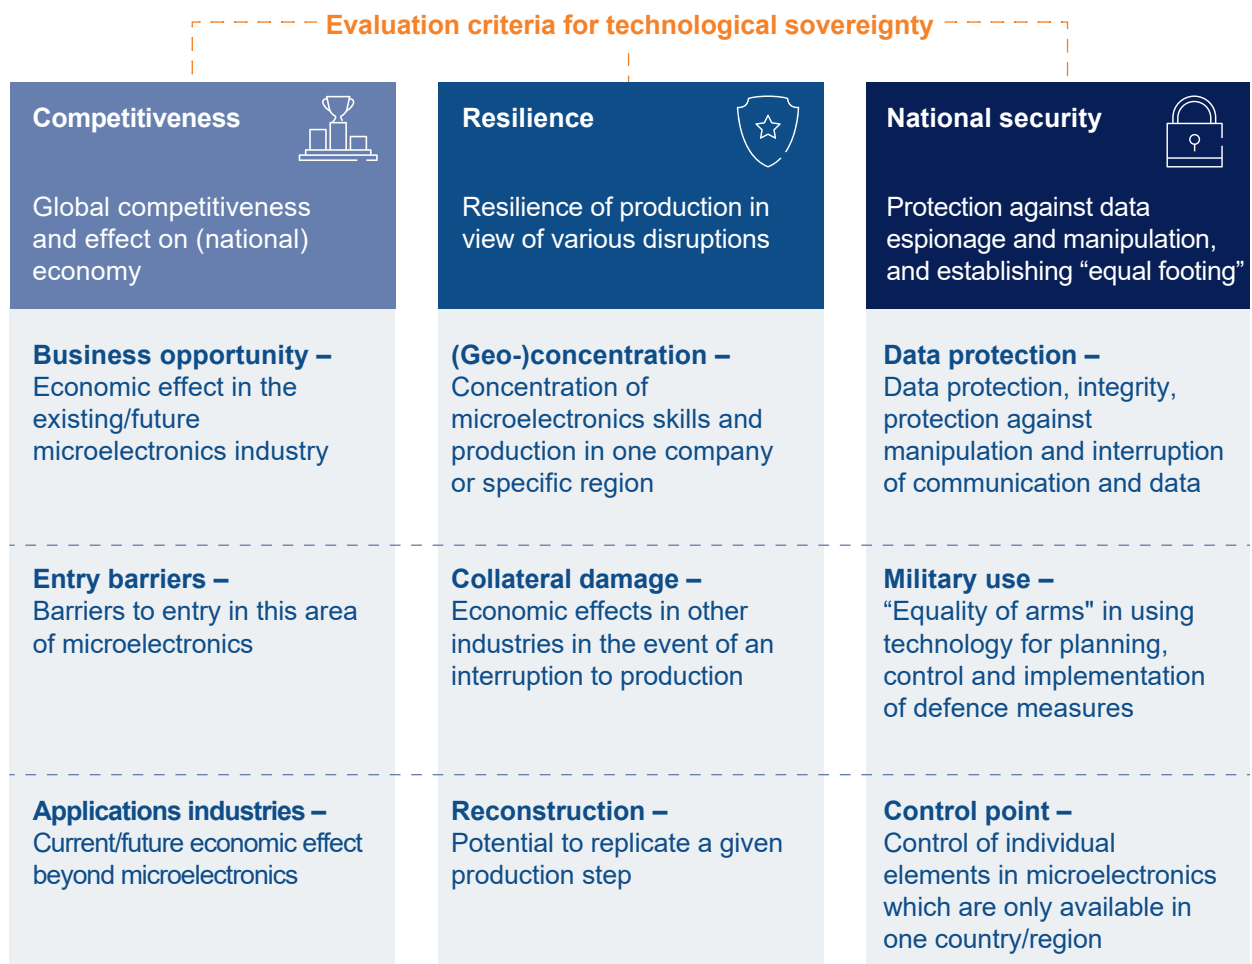 Evaluation criteria for technological sovereignty
Competitiveness
Global competitiveness
and effect on (national)
economy
Business opportunity –
Economic effect in the
existing/future
microelectronics industry
Entry barriers –
Barriers to entry in this area
of microelectronics
Applications industries –
Current/future economic effect
beyond microelectronics
Resilience
Resilience of production in
view of various disruptions
(Geo-)concentration –
Concentration of
microelectronics skills and
production in one company
or specific region
Collateral damage –
Economic effects in other
industries in the event of an
interruption to production
Reconstruction –
Potential to replicate a given
production step
National security
Protection against data
espionage and manipulation,
and establishing “equal footing”
Data protection –
Data protection, integrity,
protection against
manipulation and interruption
of communication and data
Military use –
“Equality of arms" in using
technology for planning,
control and implementation
of defence measures
Control point –
Control of individual
elements in microelectronics
which are only available in
one country/region